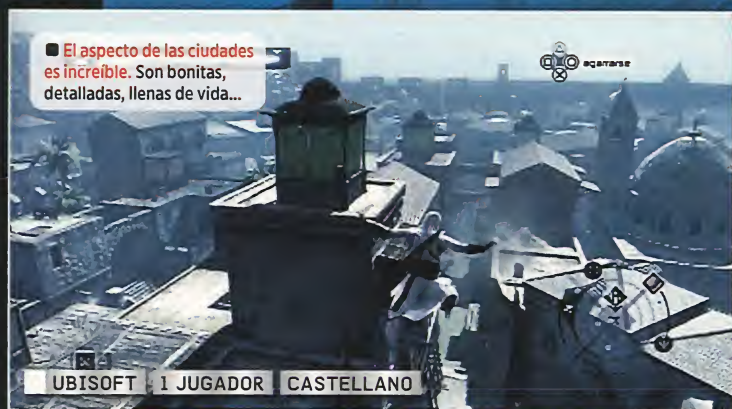 El aspecto de las ciudades
es increíble. Son bonitas,
detalladas, llenas de vida...
agarrarse
UBISOFT 1 JUGADOR CASTELLANO